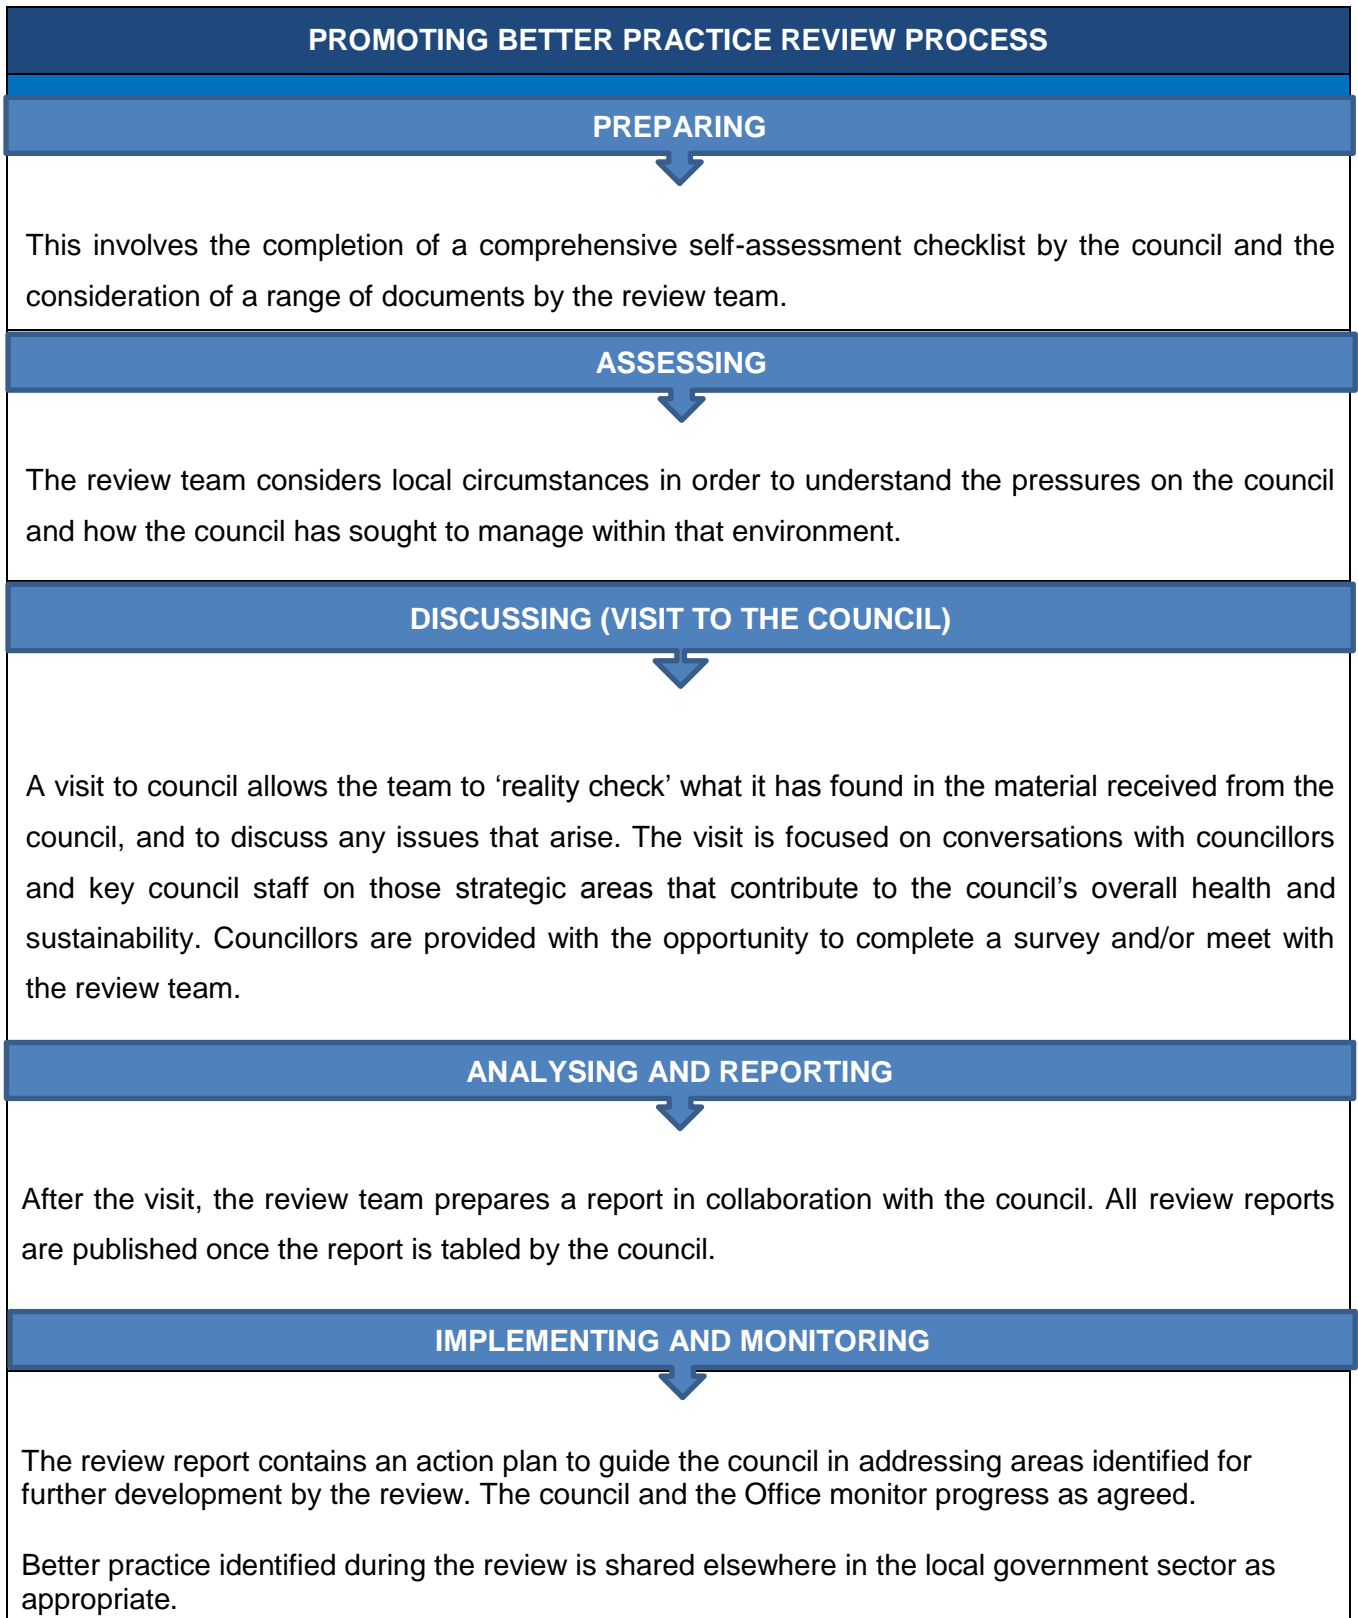 PROMOTING BETTER PRACTICE REVIEW PROCESS
PREPARING
This involves the completion of a comprehensive self-assessment checklist by the council and the
consideration of a range of documents by the review team.
ASSESSING
The review team considers local circumstances in order to understand the pressures on the council
and how the council has sought to manage within that environment.
DISCUSSING (VISIT TO THE COUNCIL)
A visit to council allows the team to ‘reality check’ what it has found in the material received from the
council, and to discuss any issues that arise. The visit is focused on conversations with councillors
and key council staff on those strategic areas that contribute to the council’s overall health and
sustainability. Councillors are provided with the opportunity to complete a survey and/or meet with
the review team.
ANALYSING AND REPORTING
After the visit, the review team prepares a report in collaboration with the council. All review reports
are published once the report is tabled by the council.
IMPLEMENTING AND MONITORING
The review report contains an action plan to guide the council in addressing areas identified for
further development by the review. The council and the Office monitor progress as agreed.
Better practice identified during the review is shared elsewhere in the local government sector as
appropriate.